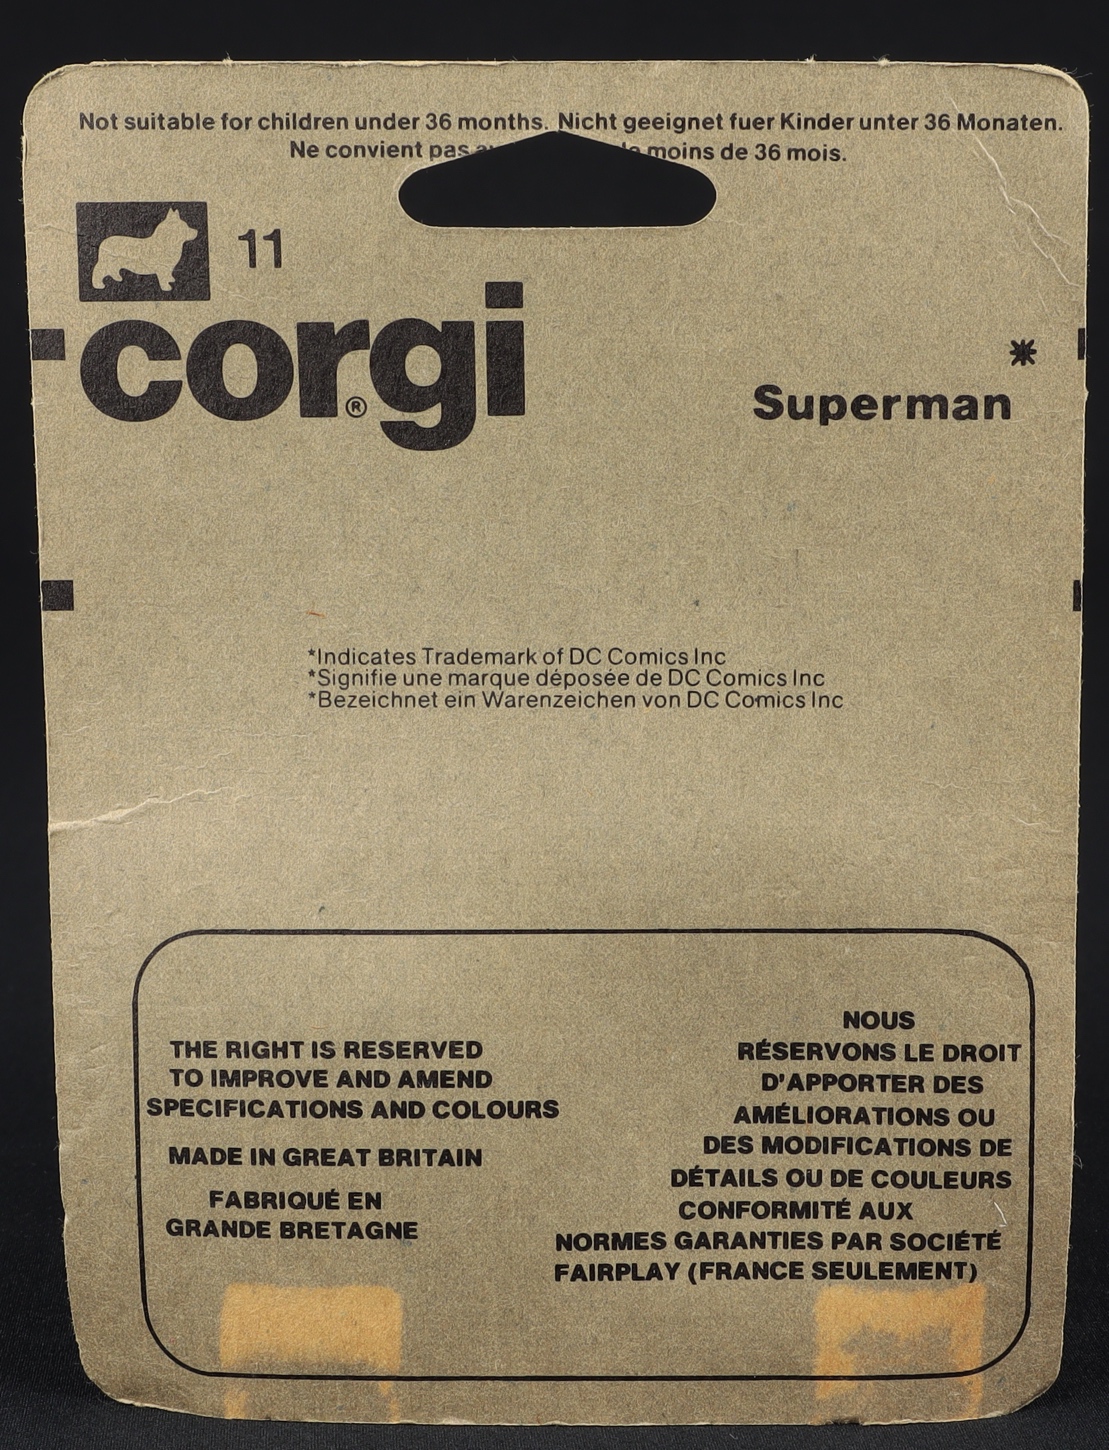 Not suitable for children under 36 months. Nicht geeignet fuer Kinder unter 36 Monaten.
Ne convient pas moins de 36 mois.
11
corgi®
Superman*
*Indicates Trademark of DC Comics Inc
*Signifie une marque déposée de DC Comics Inc
*Bezeichnet ein Warenzeichen von DC Comics Inc
THE RIGHT IS RESERVED
TO IMPROVE AND AMEND
SPECIFICATIONS AND COLOURS
MADE IN GREAT BRITAIN
FABRIQUÉ EN
GRANDE BRETAGNE
NOUS
RÉSERVONS LE DROIT
D'APPORTER DES
AMÉLIORATIONS OU
DES MODIFICATIONS DE
DÉTAILS OU DE COULEURS
CONFORMITÉ AUX
NORMES GARANTIES PAR SOCIÉTÉ
FAIRPLAY (FRANCE SEULEMENT)